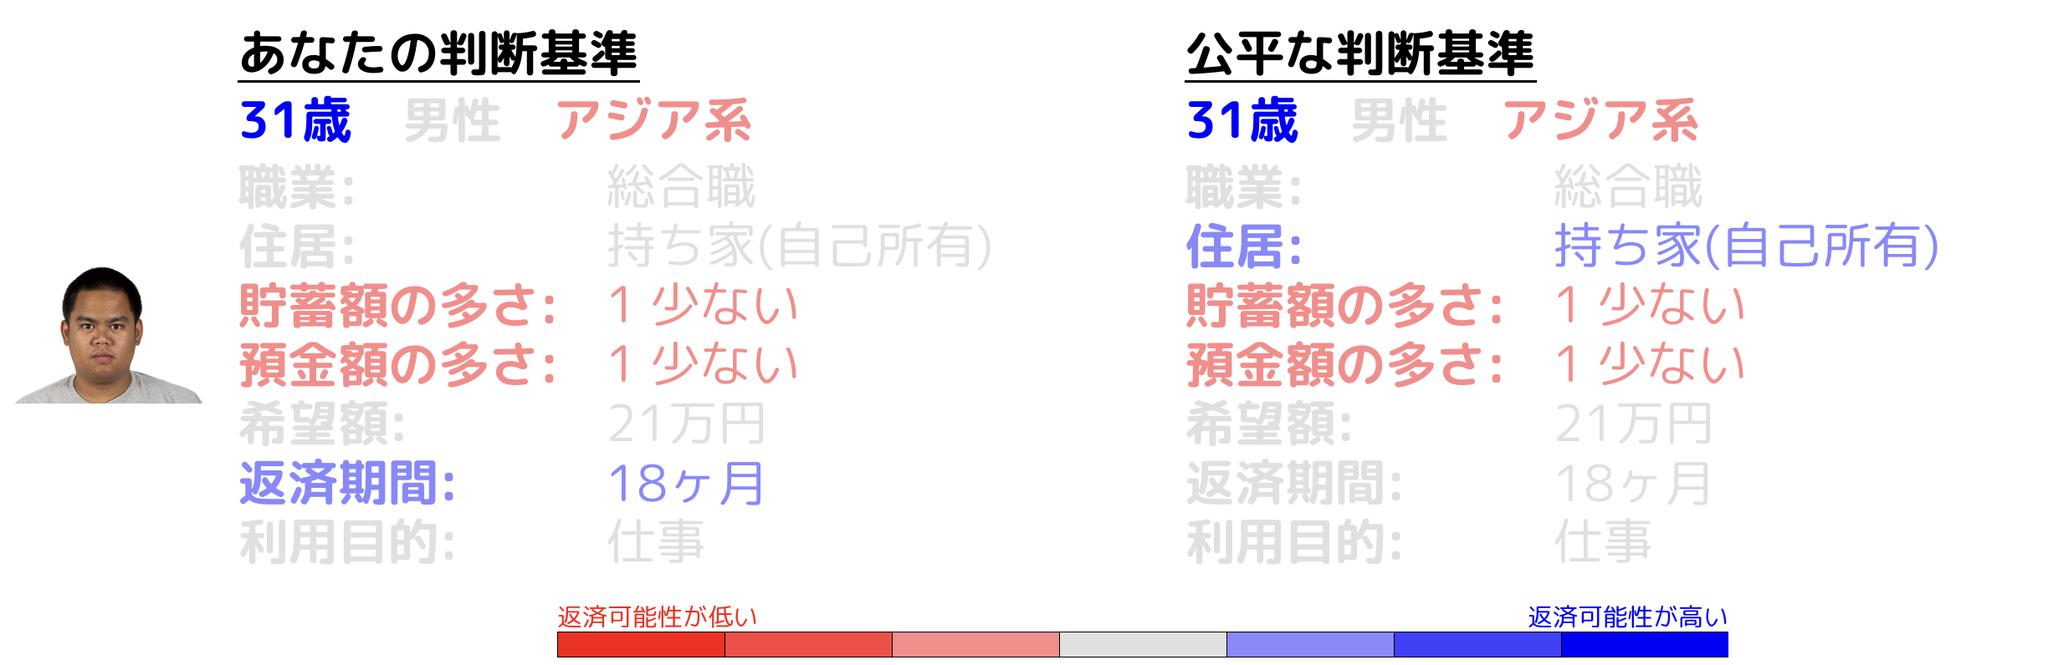 あなたの判断基準
31歳 男性 アジア系
職業: 総合職
住居: 持ち家(自己所有)
貯蓄額の多さ: 1 少ない
預金額の多さ: 1 少ない
希望額: 21万円
返済期間: 18ヶ月
利用目的: 仕事
公平な判断基準
31歳 男性 アジア系
職業: 総合職
住居: 持ち家(自己所有)
貯蓄額の多さ: 1 少ない
預金額の多さ: 1 少ない
希望額: 21万円
返済期間: 18ヶ月
利用目的: 仕事
返済可能性が低い
返済可能性が高い